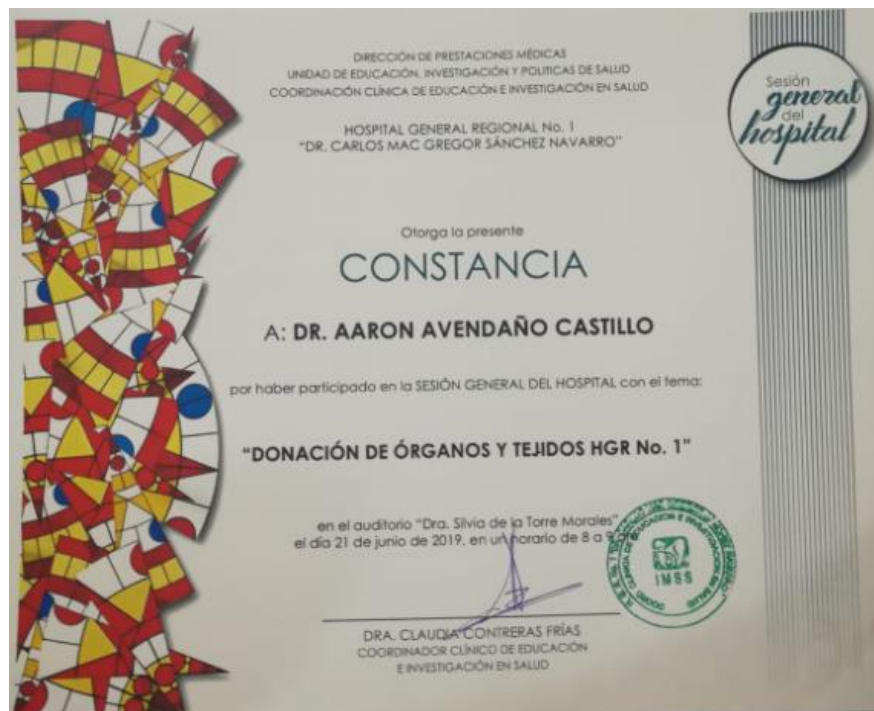 DIRECCIÓN DE PRESTACIONES MÉDICAS
UNIDAD DE EDUCACIÓN, INVESTIGACIÓN Y POLITICAS DE SALUD
COORDINACIÓN CLÍNICA DE EDUCACIÓN E INVESTIGACIÓN EN SALUD
HOSPITAL GENERAL REGIONAL No. 1
"DR. CARLOS MAC GREGOR SÁNCHEZ NAVARRO"
Sesión
general
del
hospital
Otorga la presente
CONSTANCIA
A: DR. AARON AVENDAÑO CASTILLO
por haber participado en la SESIÓN GENERAL DEL HOSPITAL con el tema:
"DONACIÓN DE ÓRGANOS Y TEJIDOS HGR No. 1"
en el auditorio "Dra. Silvia de la Torre Morales"
el día 21 de junio de 2019, en un horario de 8 a 9
IMSS
DRA. CLAUDIA CONTRERAS FRÍAS
COORDINADOR CLÍNICO DE EDUCACIÓN
E INVESTIGACIÓN EN SALUD